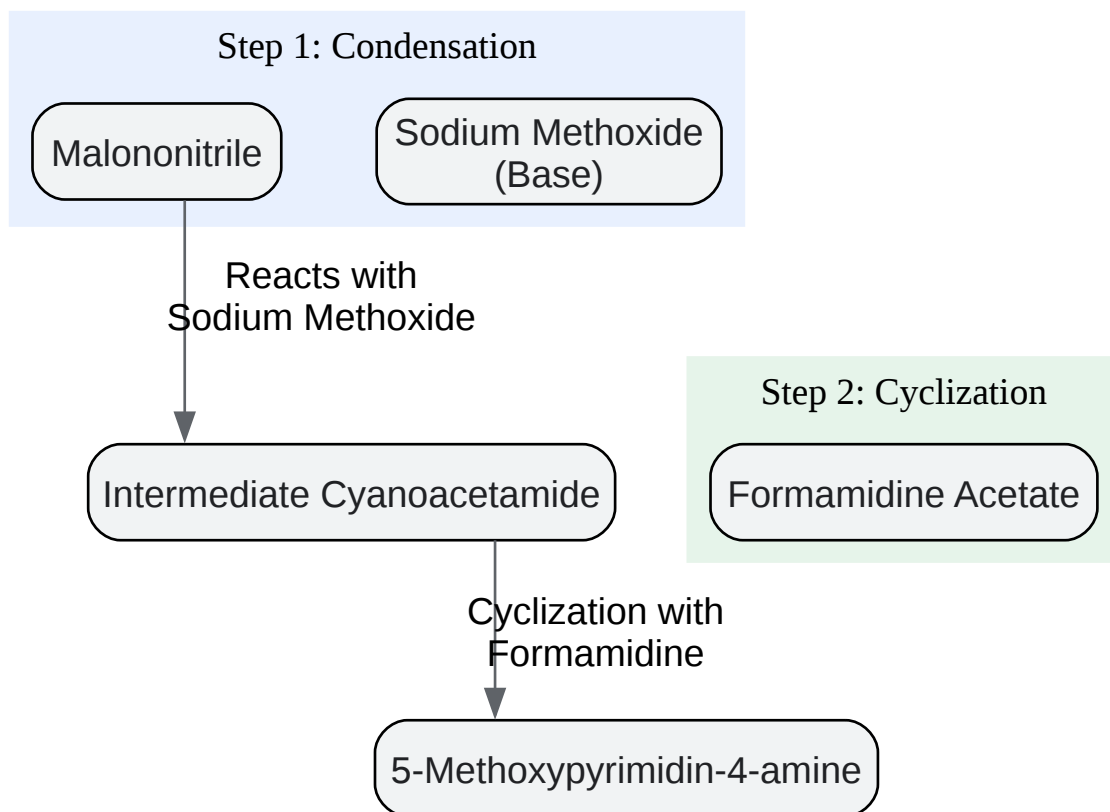 Step 1: Condensation
Malononitrile
Sodium Methoxide
(Base)
Reacts with
Sodium Methoxide
Step 2: Cyclization
Intermediate Cyanoacetamide
Formamidine Acetate
Cyclization with
Formamidine
5-Methoxypyrimidin-4-amine